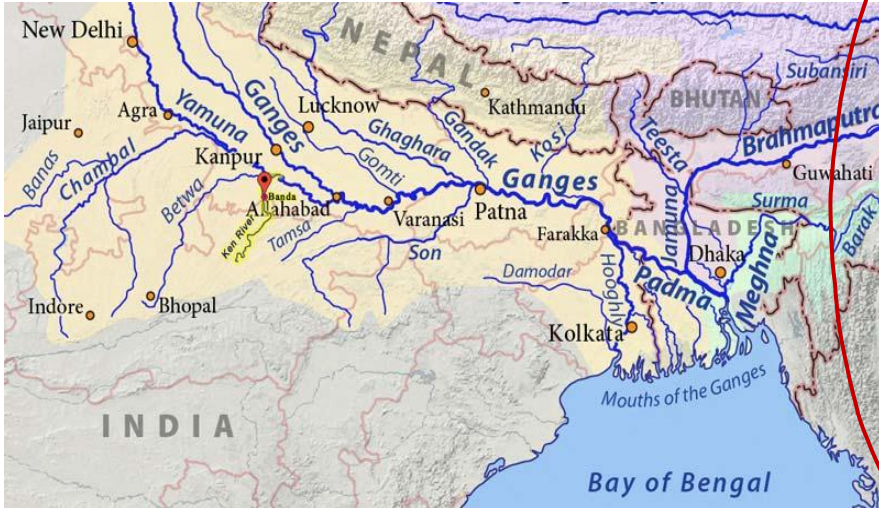 New Delhi
NEPAL
Subansiri
Agra
Yamuna
Ganges
Lucknow
Kathmandu
BHUTAN
Jaipur
Ghaghara
Gandak
Kosi
Teesta
Brahmaputra
Banas
Chambal
Kanpur
Gomti
Ganges
Guwahati
Betwa
Banda
Allahabad
Varanasi
Patna
Surma
Ken River
Tamsa
Son
Farakka
BANGLADESH
Jamuna
Barak
Dhaka
Meghna
Damodar
Hooghly
Padma
Indore
Bhopal
Kolkata
Mouths of the Ganges
INDIA
Bay of Bengal